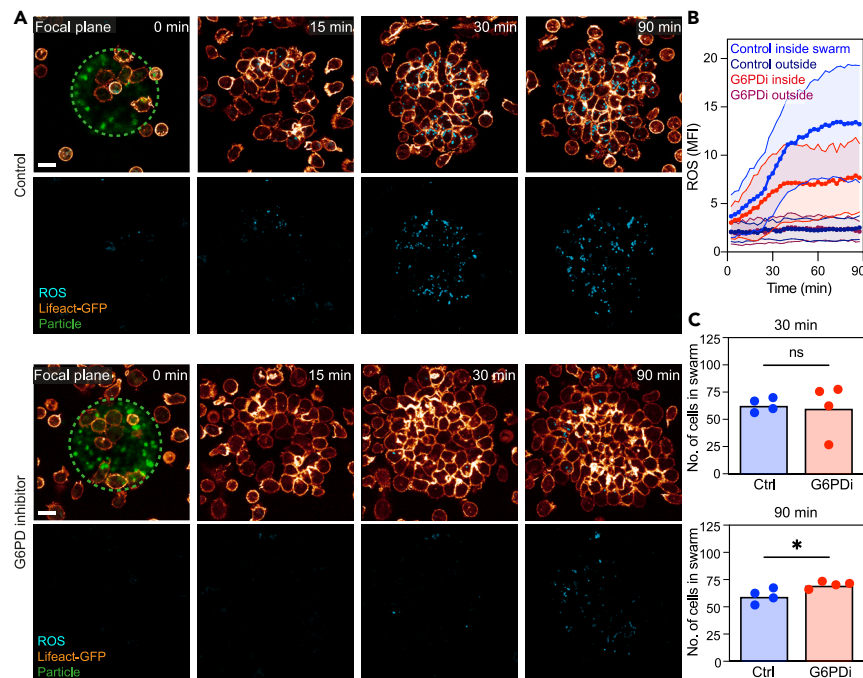 A
Focal plane
0 min
15 min
30 min
90 min
Control
ROS
Lifeact-GFP
Particle
Focal plane
0 min
15 min
30 min
90 min
G6PD inhibitor
ROS
Lifeact-GFP
Particle
B
20
15
10
5
0
ROS (MFI)
Control inside swarm
Control outside
G6PDi inside
G6PDi outside
0
30
60
90
Time (min)
C
30 min
125
100
75
50
25
0
No. of cells in swarm
ns
Ctrl
G6PDi
90 min
125
100
75
50
25
0
No. of cells in swarm
*
Ctrl
G6PDi